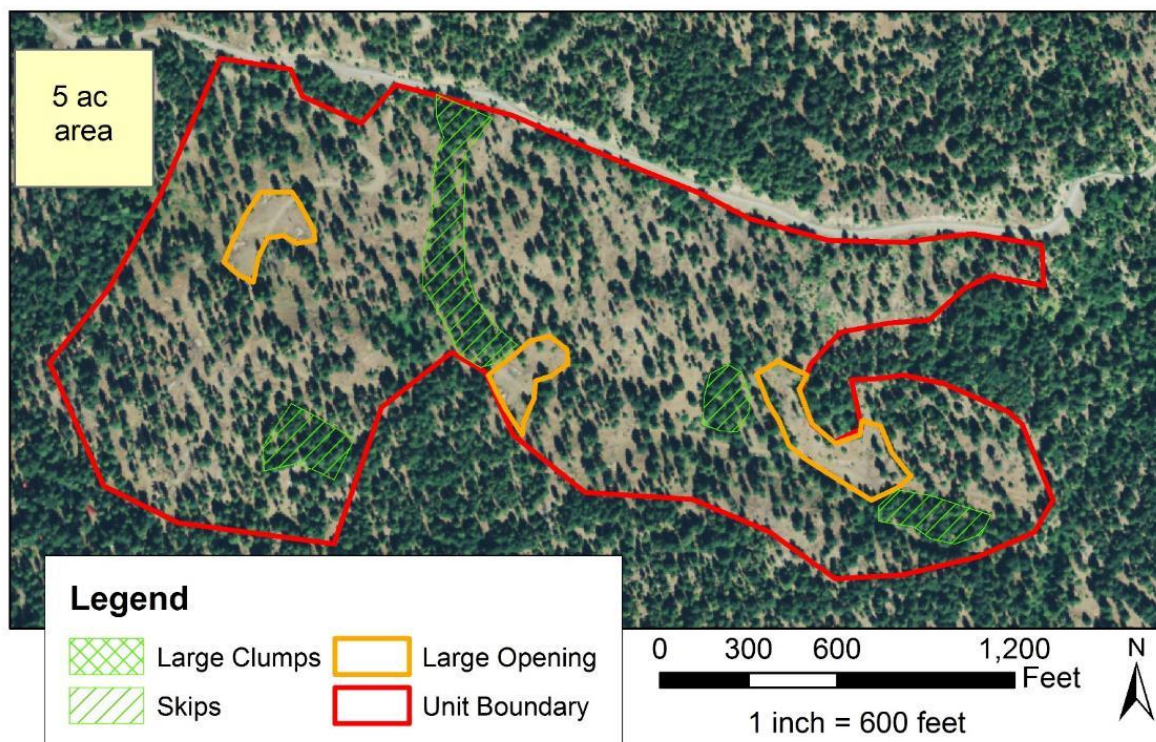 5 ac
area
Legend
Large Clumps
Large Opening
Skips
Unit Boundary
0 300 600 1,200
Feet
N
1 inch = 600 feet